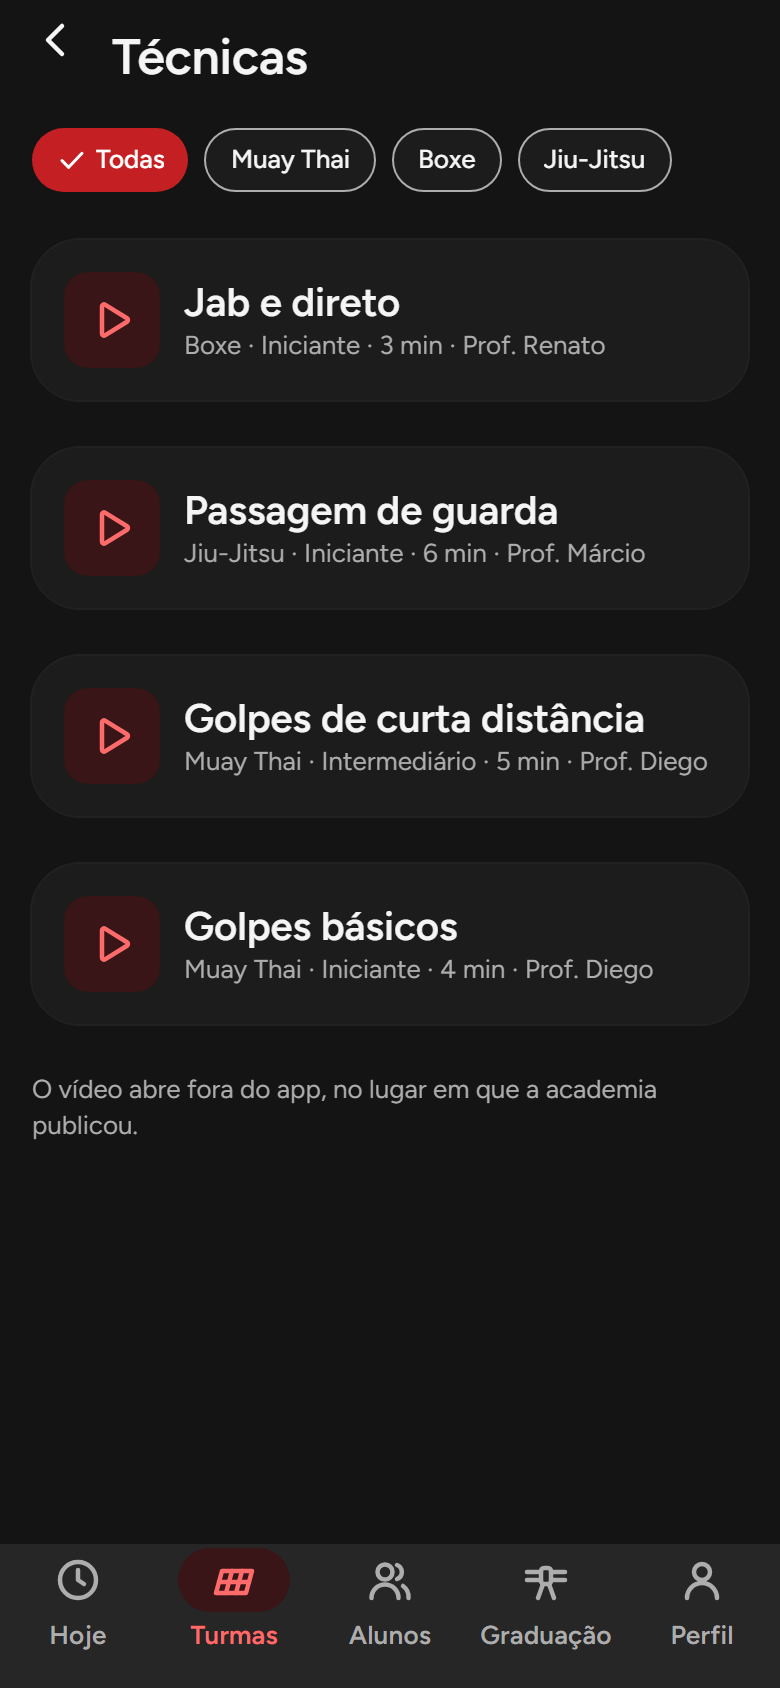 Técnicas
Todas
Muay Thai
Boxe
Jiu-Jitsu
Jab e direto
Boxe · Iniciante · 3 min · Prof. Renato
Passagem de guarda
Jiu-Jitsu · Iniciante · 6 min · Prof. Márcio
Golpes de curta distância
Muay Thai · Intermediário · 5 min · Prof. Diego
Golpes básicos
Muay Thai · Iniciante · 4 min · Prof. Diego
O vídeo abre fora do app, no lugar em que a academia
publicou.
Hoje
Turmas
Alunos
Graduação
Perfil